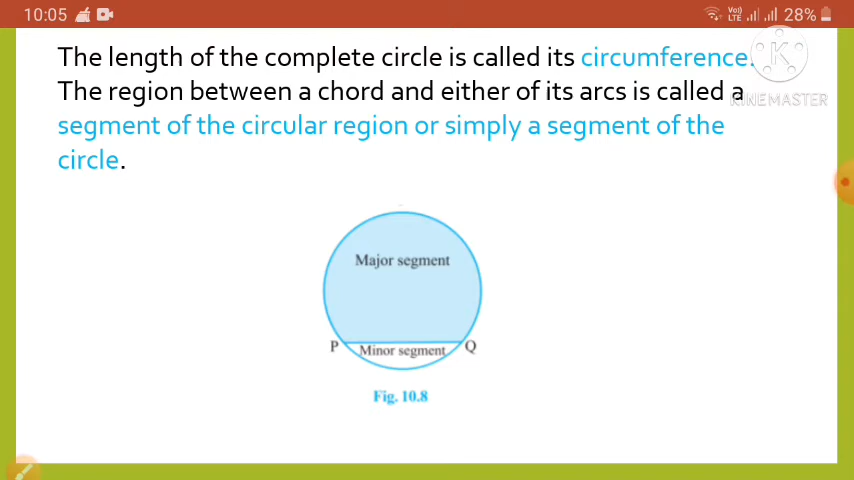 10:05
Vo)) LTE 28%
The length of the complete circle is called its circumference.
K
KINEMASTER
The region between a chord and either of its arcs is called a
segment of the circular region or simply a segment of the
circle.
Major segment
P Minor segment Q
Fig. 10.8